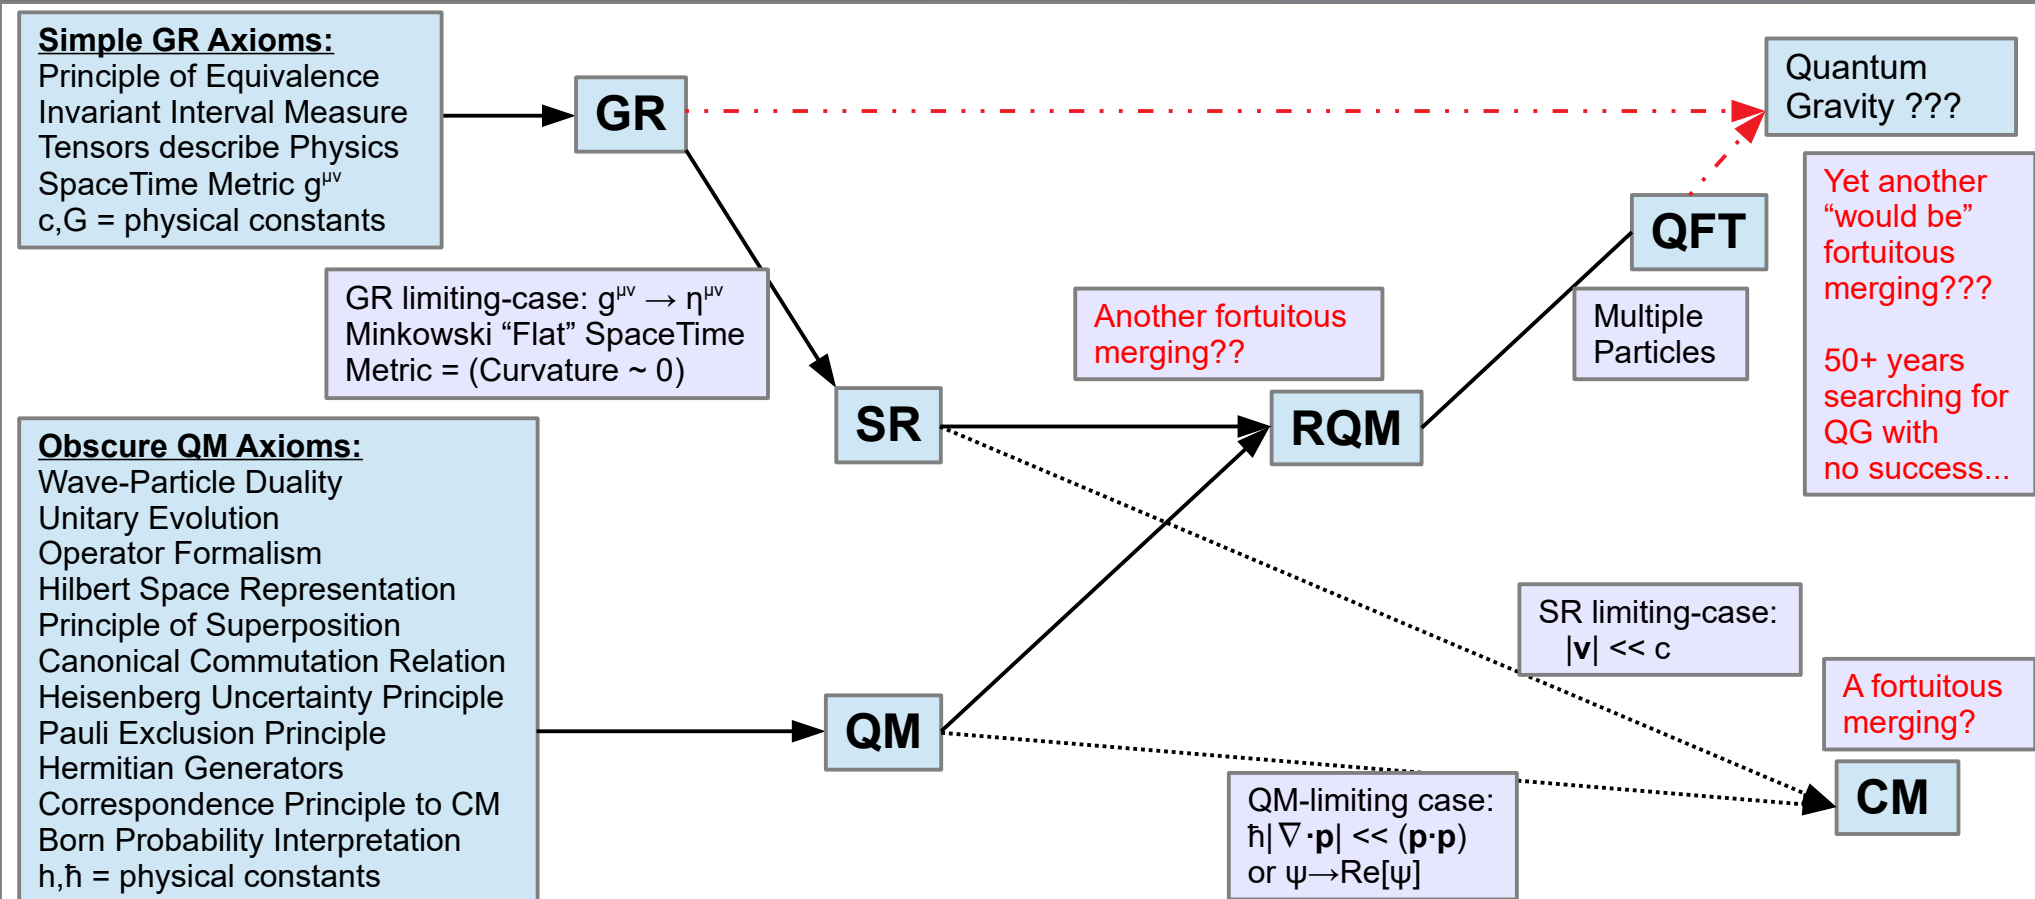 Simple GR Axioms:
Principle of Equivalence
Invariant Interval Measure
Tensors describe Physics
SpaceTime Metric gᵘᵛ
c,G = physical constants
GR
Quantum
Gravity ???
Yet another
“would be”
fortuitous
merging???
50+ years
searching for
QG with
no success...
QFT
Multiple
Particles
GR limiting-case: gᵘᵛ → ηᵘᵛ
Minkowski “Flat” SpaceTime
Metric = (Curvature ~ 0)
Another fortuitous
merging??
SR
RQM
Obscure QM Axioms:
Wave-Particle Duality
Unitary Evolution
Operator Formalism
Hilbert Space Representation
Principle of Superposition
Canonical Commutation Relation
Heisenberg Uncertainty Principle
Pauli Exclusion Principle
Hermitian Generators
Correspondence Principle to CM
Born Probability Interpretation
h,ħ = physical constants
QM
SR limiting-case:
|v| << c
A fortuitous
merging?
CM
QM-limiting case:
ħ|∇·p| << (p·p)
or ψ→Re[ψ]